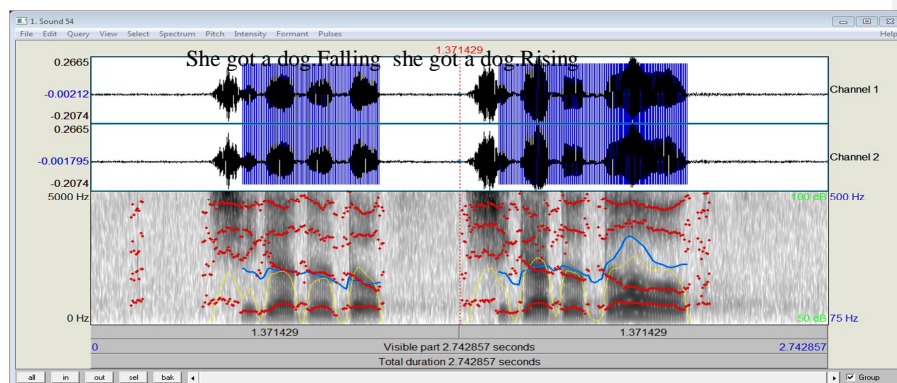 1. Sound 54
File Edit Query View Select Spectrum Pitch Intensity Formant Pulses Help
1.371429
She got a dog.Falling she got a dog.Rising
0.2665
-0.00212
Channel 1
-0.2074
0.2665
-0.001795
Channel 2
-0.2074
5000 Hz 100 dB 500 Hz
0 Hz 50 dB 75 Hz
1.371429 1.371429
0 Visible part 2.742857 seconds 2.742857
Total duration 2.742857 seconds
all in out sel bak Group